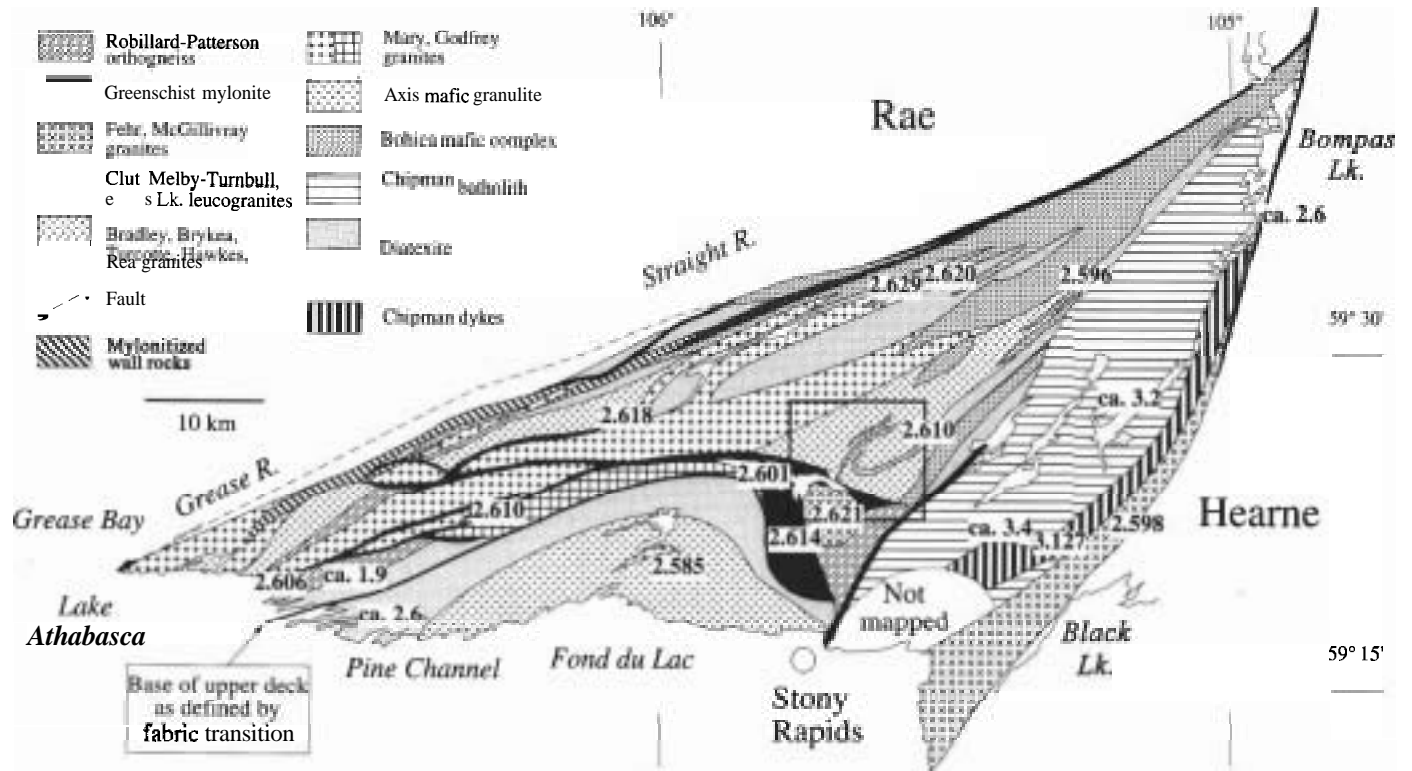 106°
105°
Robillard-Patterson
orthogneiss
Greenschist mylonite
Fehr, McGillivray
granites
Clut Melby-Turnbull,
e s Lk. leucogranites
Bradley, Brykea,
Turcotte, Hawkes,
Rea granites
Fault
Mylonitized
wall rocks
Mary, Godfrey
granites
Axis mafic granulite
Bohica mafic complex
Chipman batholith
Diatexite
Chipman dykes
10 km
Rae
Bompas
Lk.
ca. 2.6
Straight R.
2.629
2.620
2.596
59° 30'
ca. 3.2
2.618
2.610
Grease R.
2.601
Grease Bay
2.610
2.621
Hearne
2.614
ca. 3.4
3.127
2.598
2.606
ca. 1.9
2.585
Lake
Athabasca
ca. 2.6
Not
mapped
Black
Lk.
59° 15'
Pine Channel
Fond du Lac
Base of upper deck
as defined by
fabric transition
Stony
Rapids